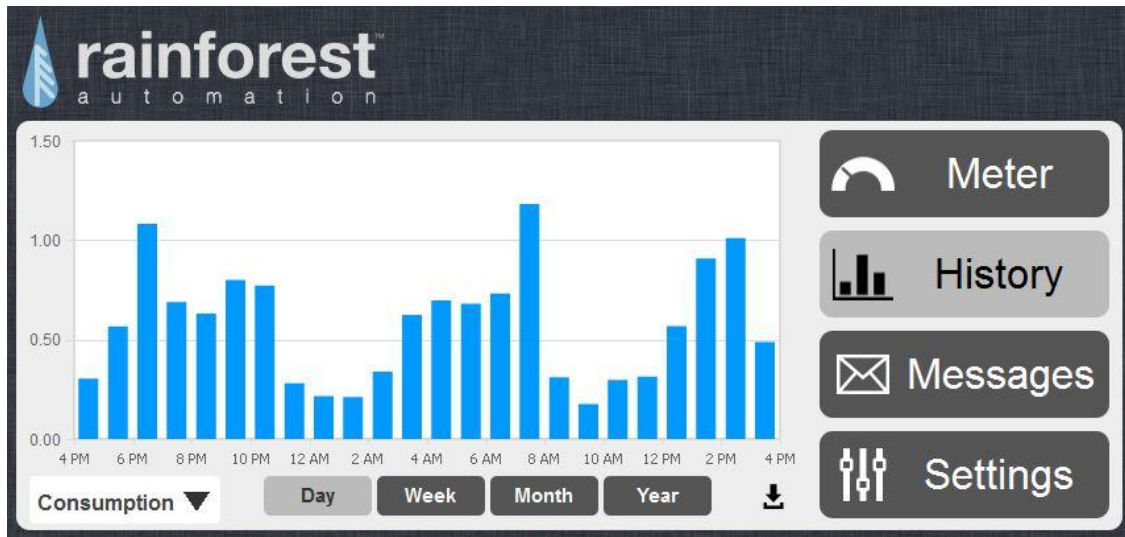 rainforest™
automation
1.50
1.00
0.50
0.00
4 PM 6 PM 8 PM 10 PM 12 AM 2 AM 4 AM 6 AM 8 AM 10 AM 12 PM 2 PM 4 PM
Consumption
Day Week Month Year
Meter
History
Messages
Settings